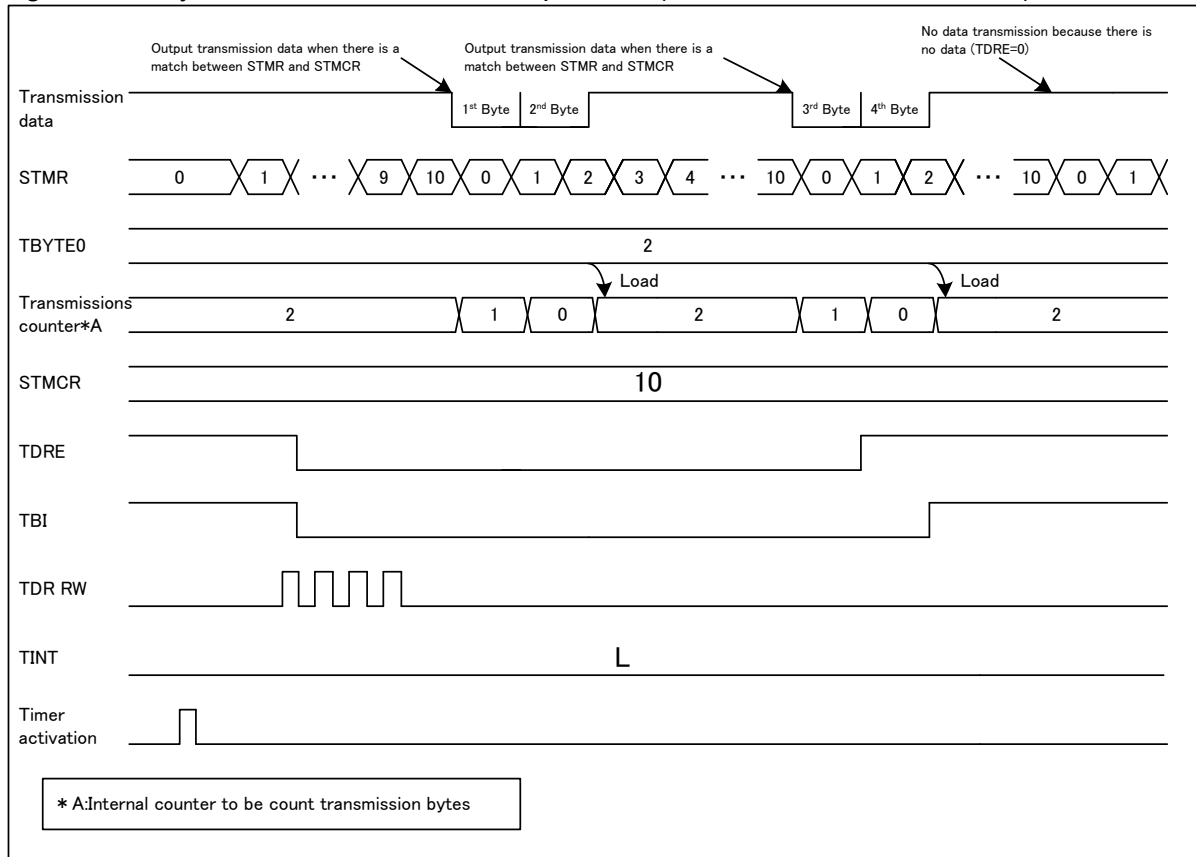 Output transmission data when there is a
match between STMR and STMCR
Output transmission data when there is a
match between STMR and STMCR
No data transmission because there is
no data (TDRE=0)
Transmission
data
1st Byte 2nd Byte 3rd Byte 4th Byte
STMR 0 1 ··· 9 10 0 1 2 3 4 ··· 10 0 1 2 ··· 10 0 1
TBYTE0 2
Load Load
Transmissions
counter*A
2 1 0 2 1 0 2
STMCR 10
TDRE
TBI
TDR RW
TINT L
Timer
activation
* A:Internal counter to be count transmission bytes